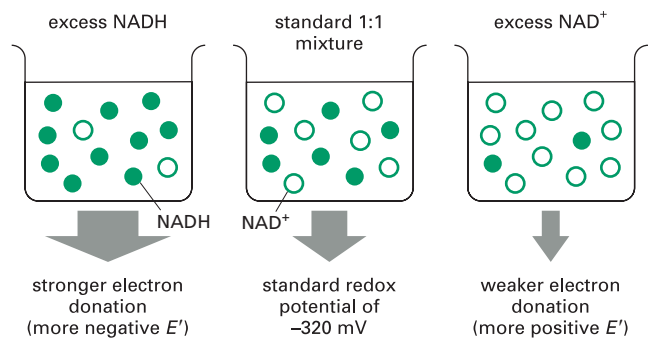 excess NADH
standard 1:1
mixture
excess NAD⁺
NADH
NAD⁺
stronger electron
donation
(more negative E′)
standard redox
potential of
–320 mV
weaker electron
donation
(more positive E′)